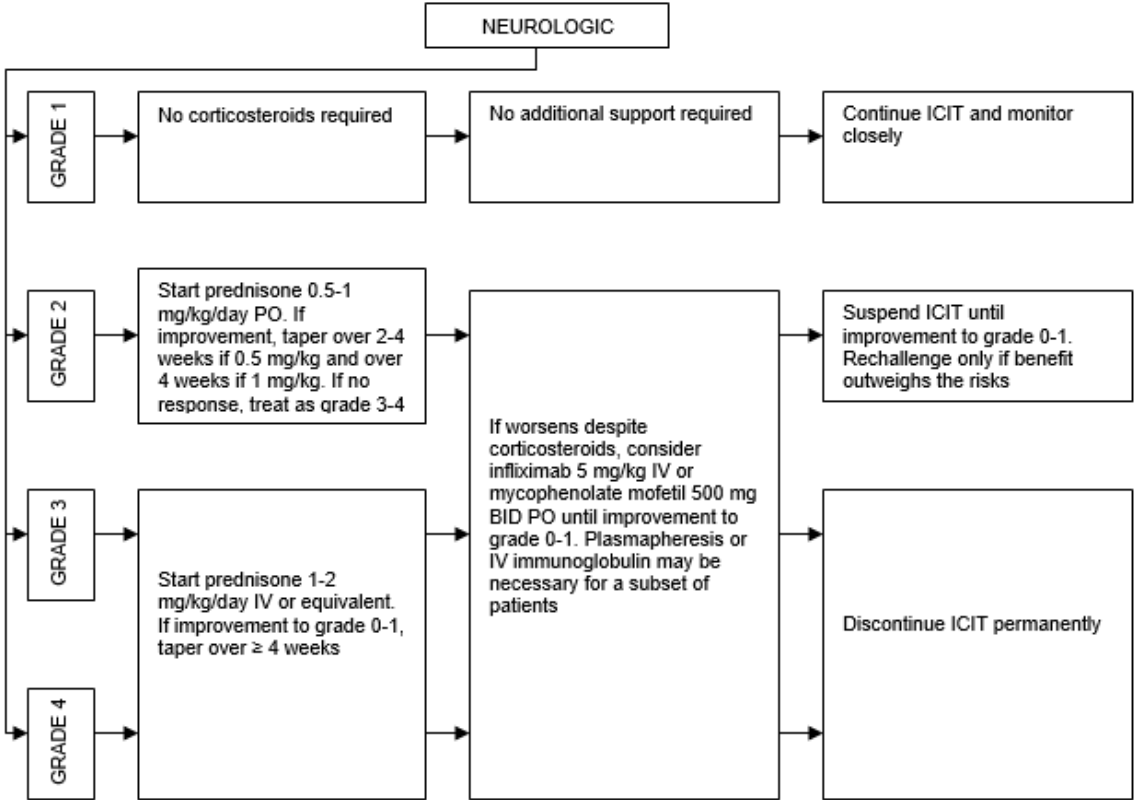 NEUROLOGIC
GRADE 1
No corticosteroids required
No additional support required
Continue ICIT and monitor
closely
GRADE 2
Start prednisone 0.5-1
mg/kg/day PO. If
improvement, taper over 2-4
weeks if 0.5 mg/kg and over
4 weeks if 1 mg/kg. If no
response, treat as grade 3-4
If worsens despite
corticosteroids, consider
infliximab 5 mg/kg IV or
mycophenolate mofetil 500 mg
BID PO until improvement to
grade 0-1. Plasmapheresis or
IV immunoglobulin may be
necessary for a subset of
patients
Suspend ICIT until
improvement to grade 0-1.
Rechallenge only if benefit
outweighs the risks
GRADE 3
Start prednisone 1-2
mg/kg/day IV or equivalent.
If improvement to grade 0-1,
taper over ≥ 4 weeks
Discontinue ICIT permanently
GRADE 4